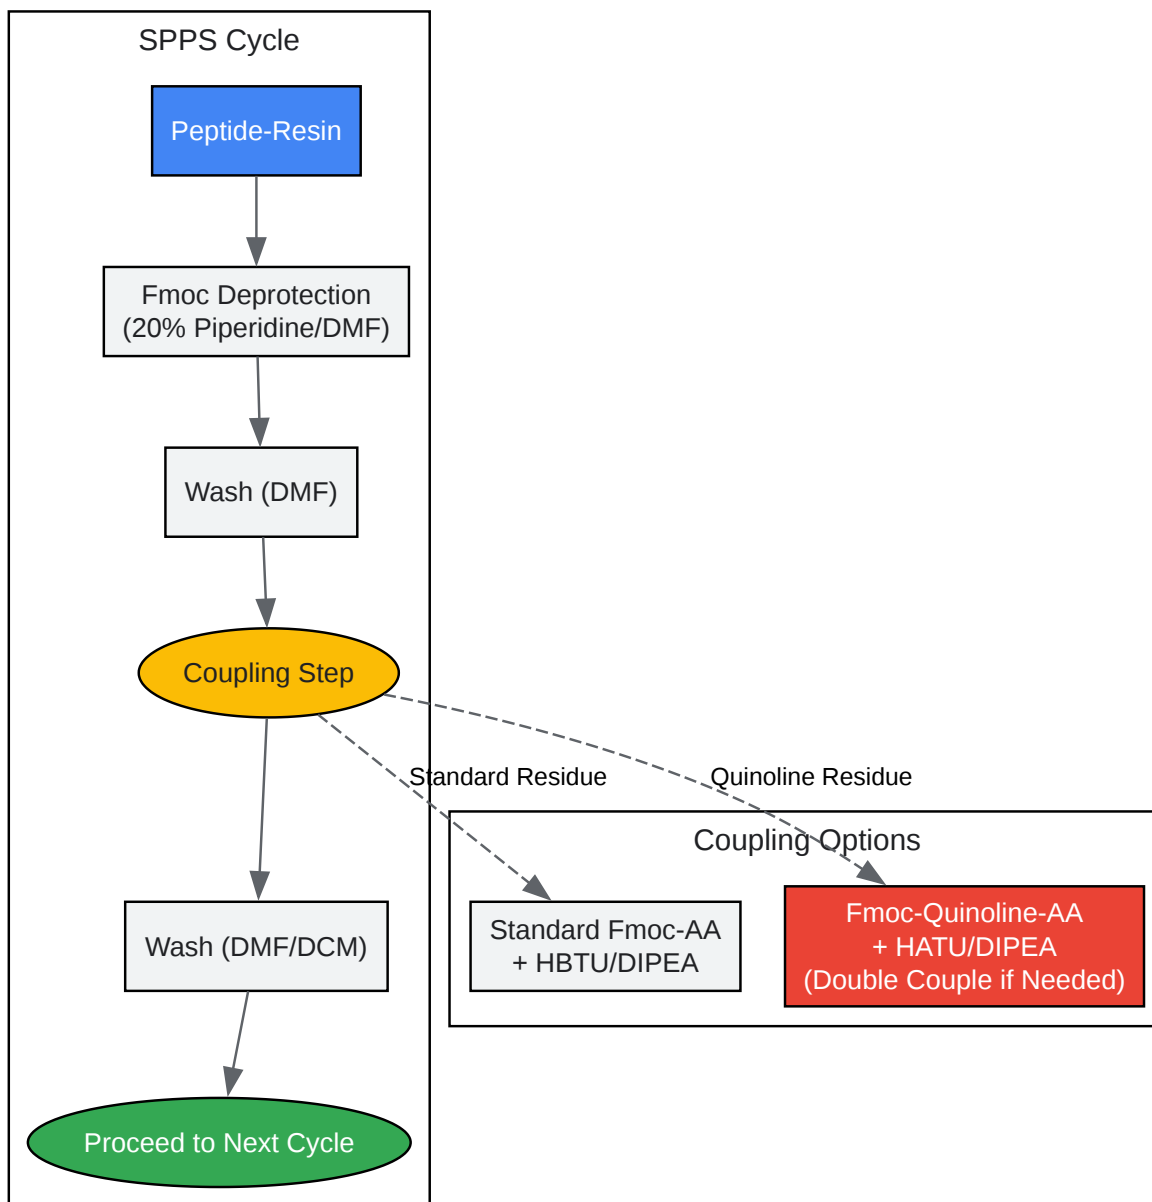 SPPS Cycle
Peptide-Resin
Fmoc Deprotection
(20% Piperidine/DMF)
Wash (DMF)
Coupling Step
Standard Residue
Quinoline Residue
Coupling Options
Standard Fmoc-AA
+ HBTU/DIPEA
Fmoc-Quinoline-AA
+ HATU/DIPEA
(Double Couple if Needed)
Wash (DMF/DCM)
Proceed to Next Cycle